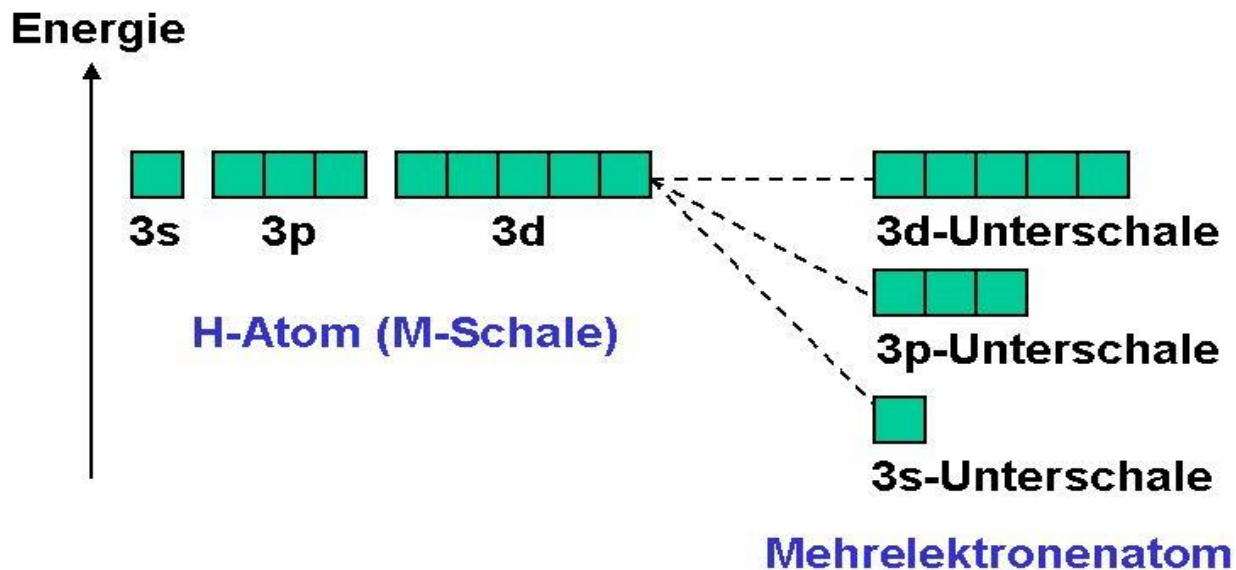 Energie
3s 3p 3d
3d-Unterschale
H-Atom (M-Schale)
3p-Unterschale
3s-Unterschale
Mehrelektronenatom